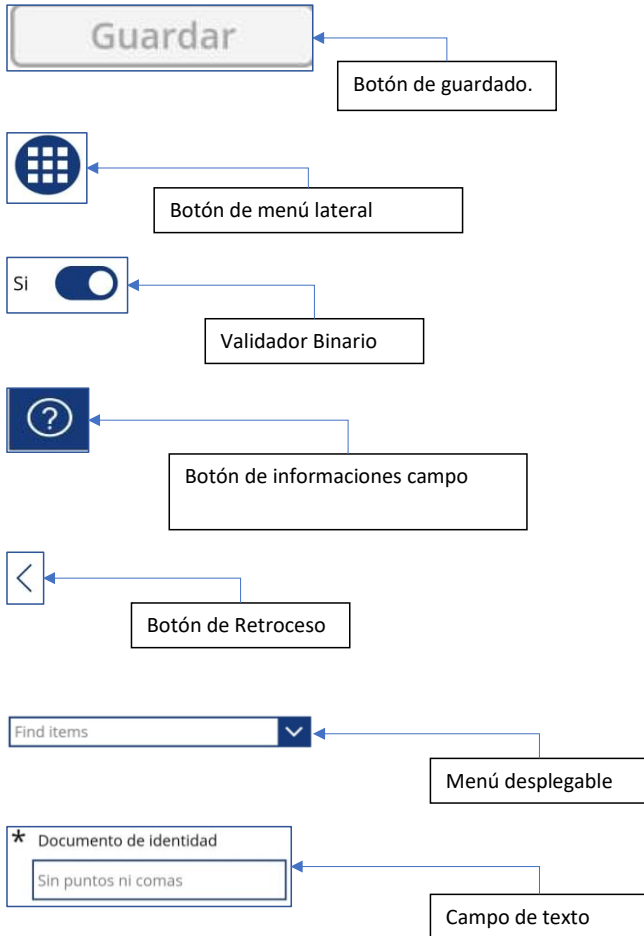 Guardar
Botón de guardado.
Botón de menú lateral
Si
Validador Binario
?
Botón de informaciones campo
Botón de Retroceso
Find items
Menú desplegable
* Documento de identidad
Sin puntos ni comas
Campo de texto